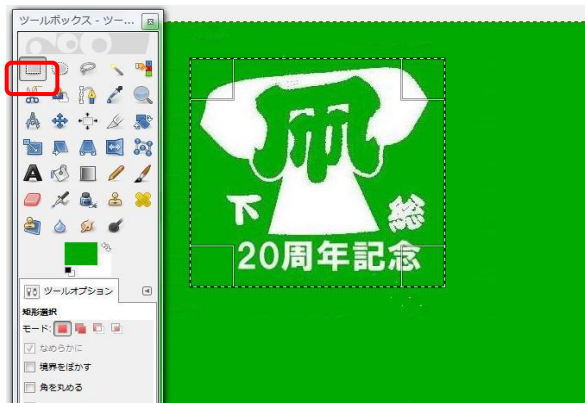 ツールボックス - ツー...
凧
下 総
20周年記念
ツールオプション
矩形選択
モード:
なめらかに
境界をぼかす
角を丸める